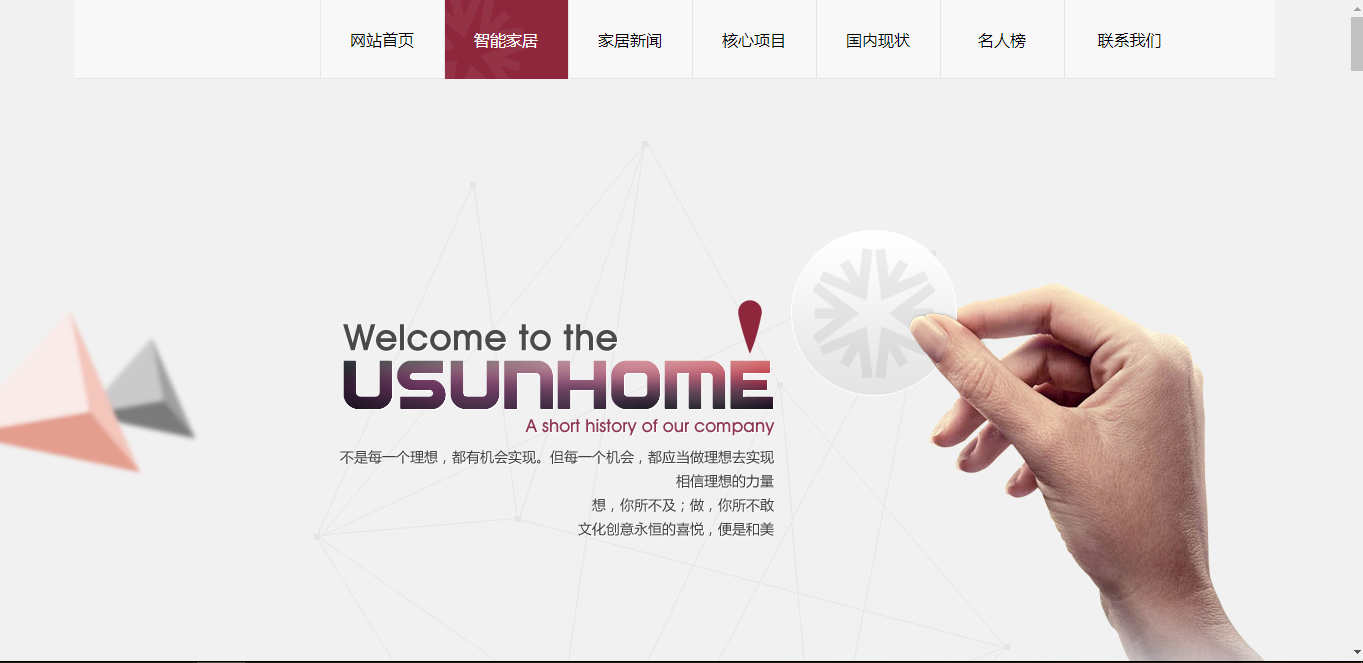 网站首页 智能家居 家居新闻 核心项目 国内现状 名人榜 联系我们
Welcome to the
USUNHOME
A short history of our company
不是每一个理想，都有机会实现。但每一个机会，都应当做理想去实现
相信理想的力量
想，你所不及；做，你所不敢
文化创意永恒的喜悦，便是和美